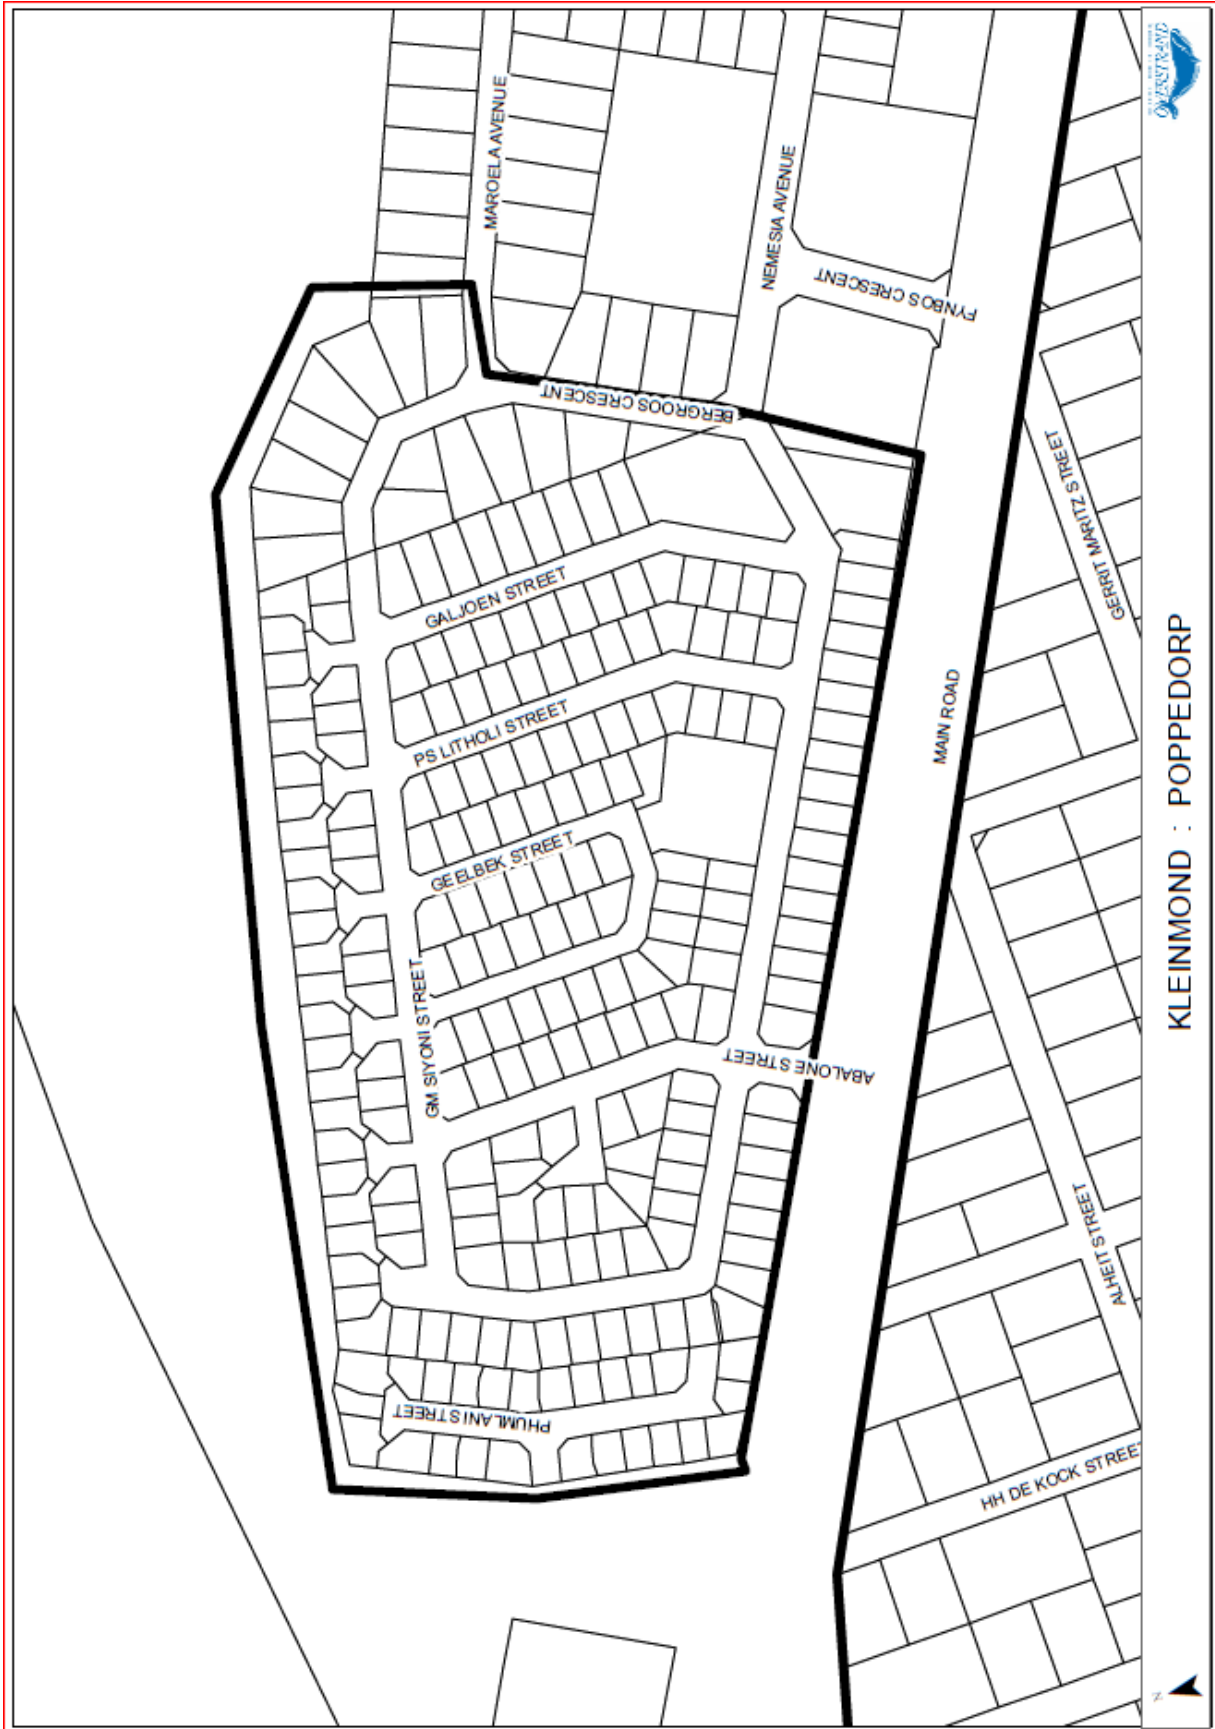 OVERSTRAND
MAROELA AVENUE
NEMESIA AVENUE
FYNBOS CRESCENT
BERGROOS CRESCENT
GERRIT MARITZ STREET
GALJOEN STREET
PS LITHOLI STREET
MAIN ROAD
GEELBEK STREET
GM SIYONI STREET
ABALONE STREET
ALHEIT STREET
PHUMLANI STREET
HH DE KOCK STREE
KLEINMOND : POPPEDORP
N